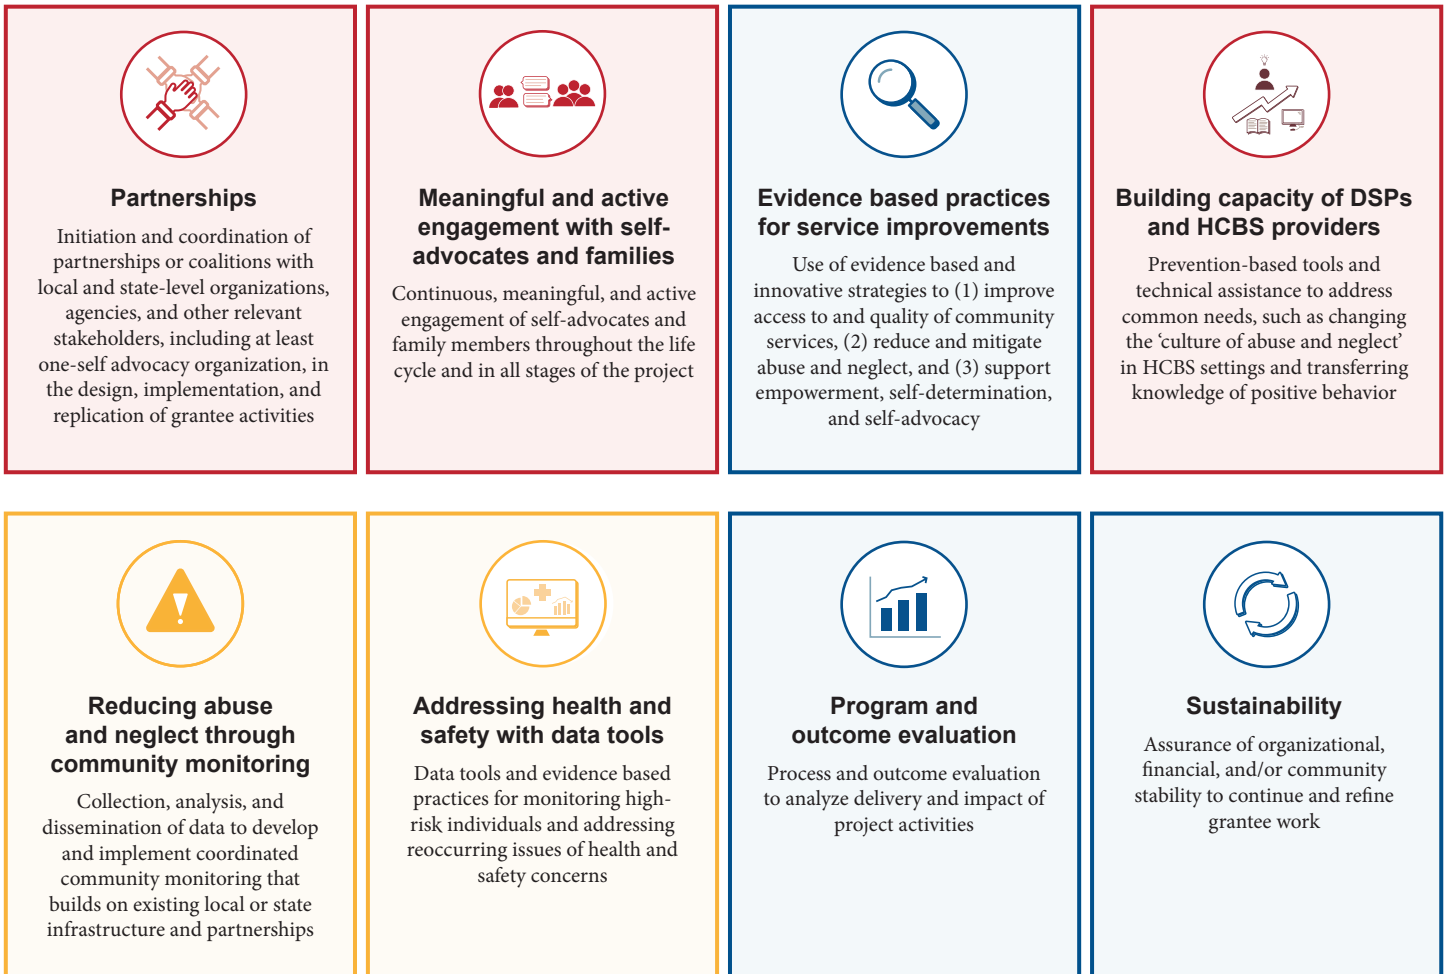 Partnerships
Initiation and coordination of
partnerships or coalitions with
local and state-level organizations,
agencies, and other relevant
stakeholders, including at least
one-self advocacy organization, in
the design, implementation, and
replication of grantee activities
Meaningful and active
engagement with self-
advocates and families
Continuous, meaningful, and active
engagement of self-advocates and
family members throughout the life
cycle and in all stages of the project
Evidence based practices
for service improvements
Use of evidence based and
innovative strategies to (1) improve
access to and quality of community
services, (2) reduce and mitigate
abuse and neglect, and (3) support
empowerment, self-determination,
and self-advocacy
Building capacity of DSPs
and HCBS providers
Prevention-based tools and
technical assistance to address
common needs, such as changing
the ‘culture of abuse and neglect’
in HCBS settings and transferring
knowledge of positive behavior
Reducing abuse
and neglect through
community monitoring
Collection, analysis, and
dissemination of data to develop
and implement coordinated
community monitoring that
builds on existing local or state
infrastructure and partnerships
Addressing health and
safety with data tools
Data tools and evidence based
practices for monitoring high-
risk individuals and addressing
reoccurring issues of health and
safety concerns
Program and
outcome evaluation
Process and outcome evaluation
to analyze delivery and impact of
project activities
Sustainability
Assurance of organizational,
financial, and/or community
stability to continue and refine
grantee work